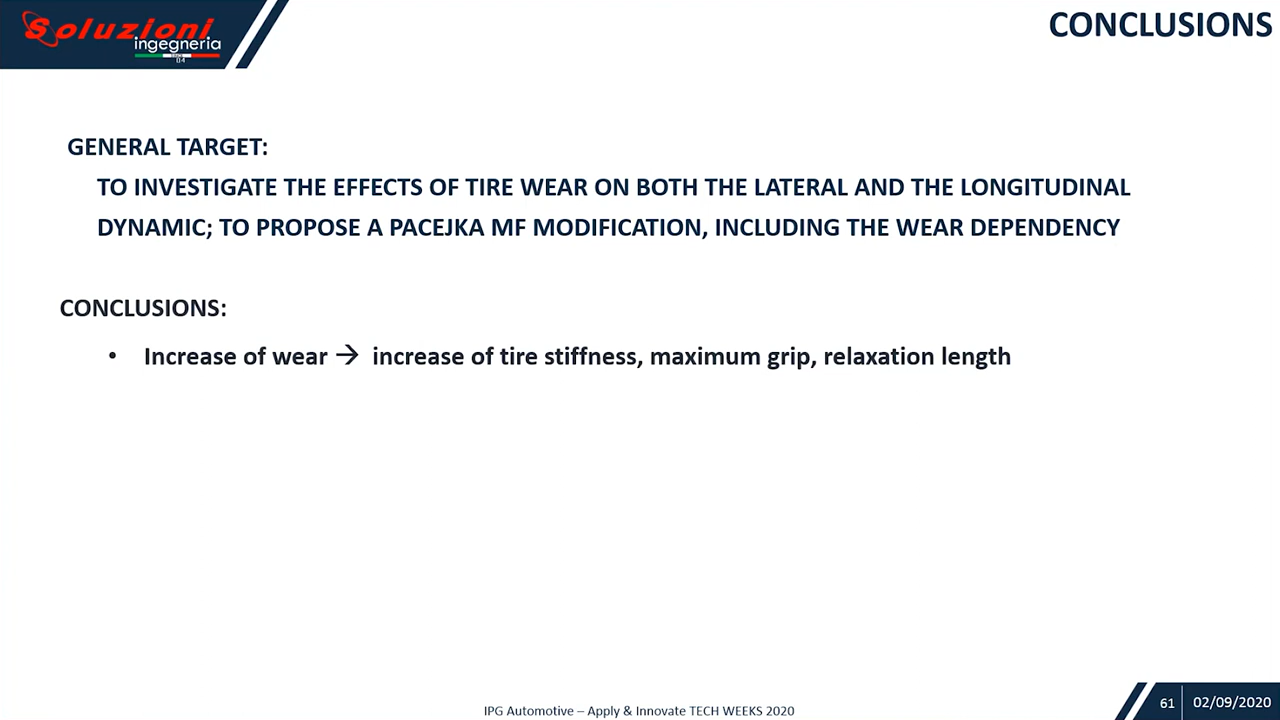 Soluzioni
ingegneria
SINCE
04
CONCLUSIONS
GENERAL TARGET:
TO INVESTIGATE THE EFFECTS OF TIRE WEAR ON BOTH THE LATERAL AND THE LONGITUDINAL
DYNAMIC; TO PROPOSE A PACEJKA MF MODIFICATION, INCLUDING THE WEAR DEPENDENCY
CONCLUSIONS:
• Increase of wear → increase of tire stiffness, maximum grip, relaxation length
IPG Automotive – Apply & Innovate TECH WEEKS 2020
61
02/09/2020